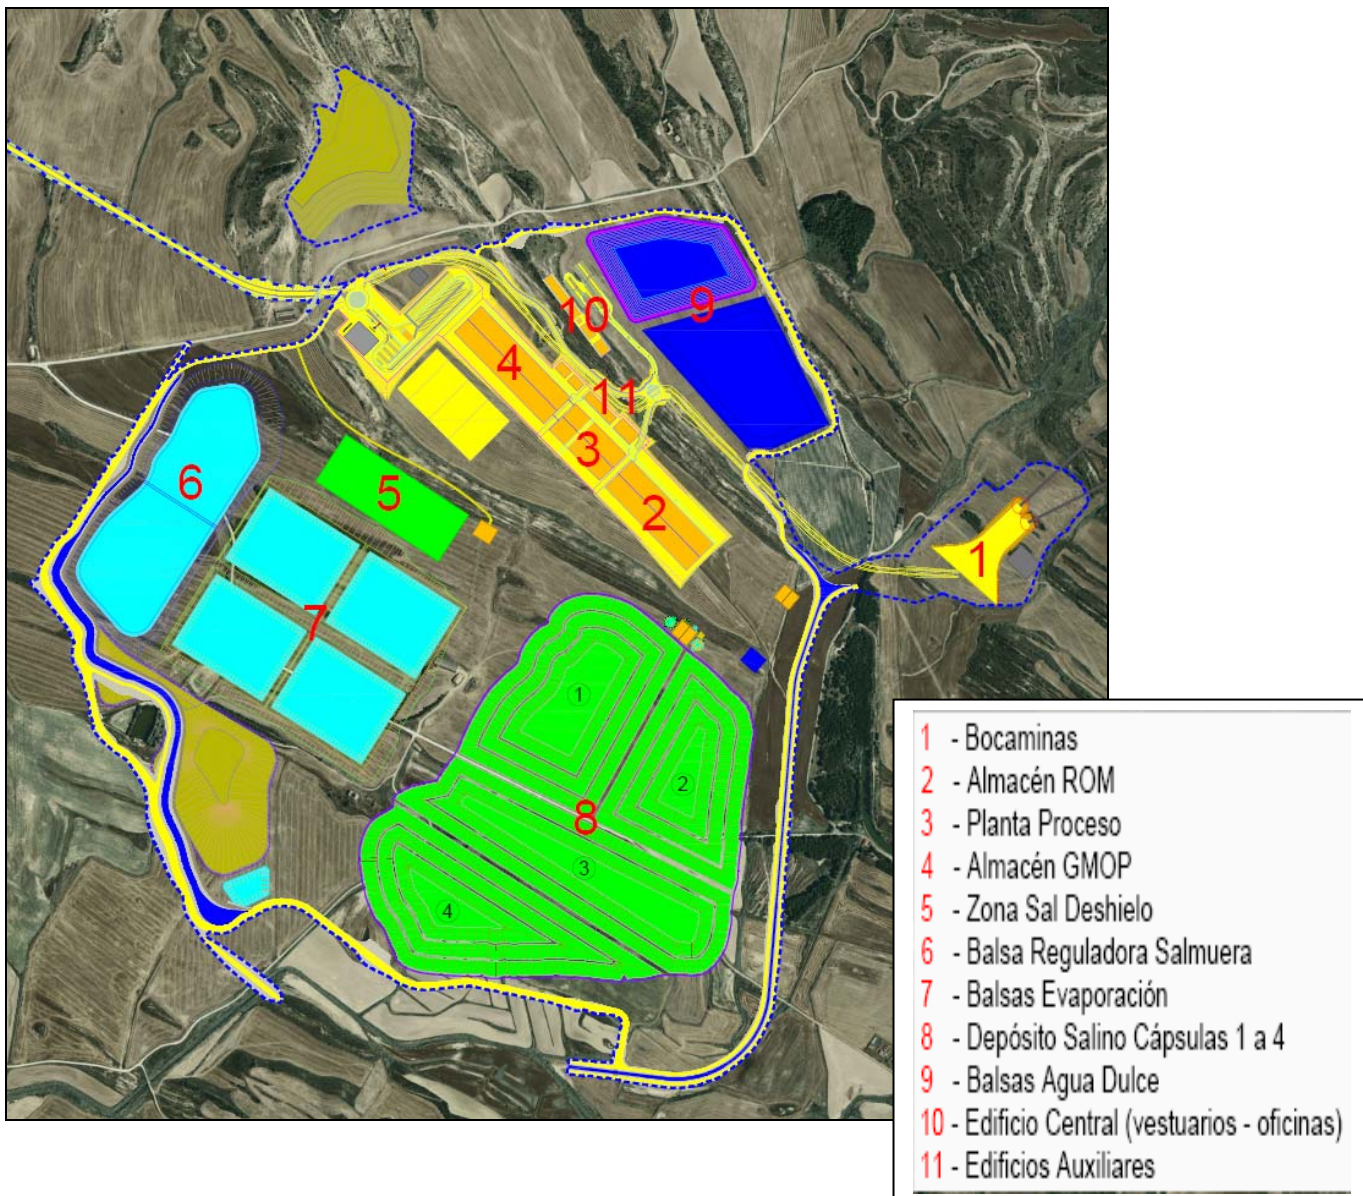 9
10
4
11
3
6
5
2
1
7
1
2
8
3
4
1 - Bocaminas
2 - Almacén ROM
3 - Planta Proceso
4 - Almacén GMOP
5 - Zona Sal Deshielo
6 - Balsa Reguladora Salmuera
7 - Balsas Evaporación
8 - Depósito Salino Cápsulas 1 a 4
9 - Balsas Agua Dulce
10 - Edificio Central (vestuarios - oficinas)
11 - Edificios Auxiliares